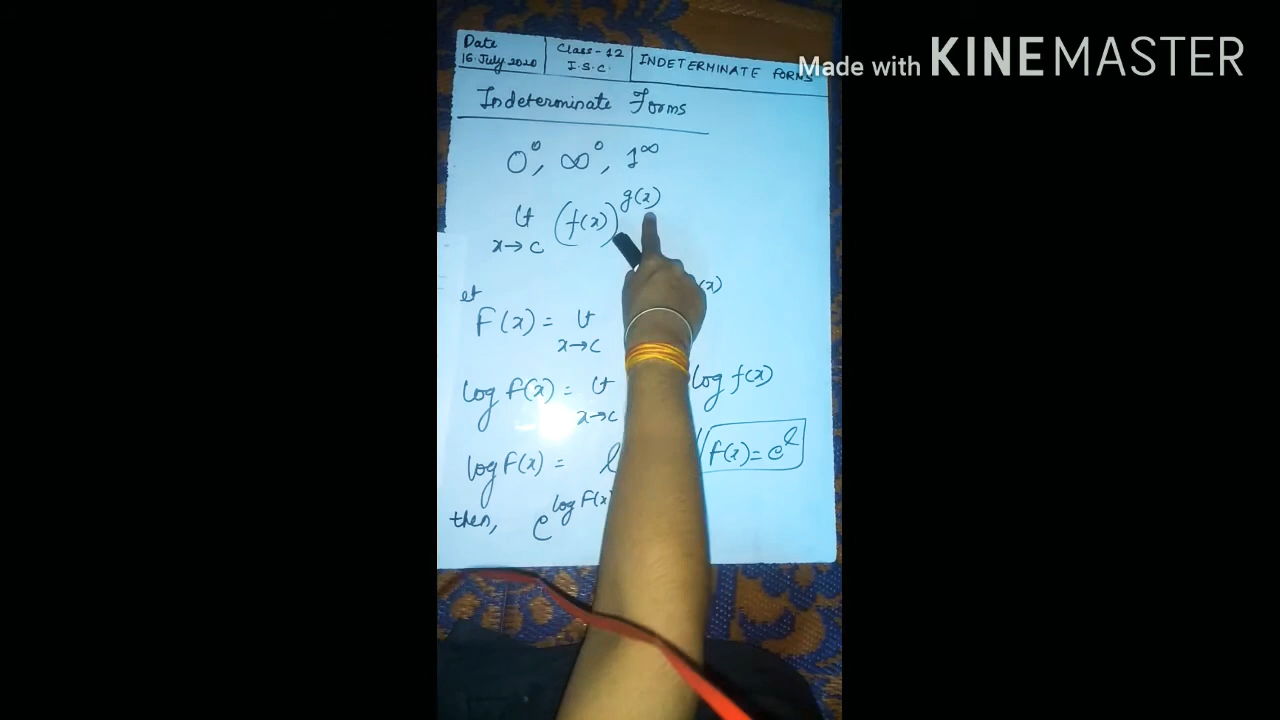 Made with KINEMASTER
Date
16 July 2020
Class-12
I.S.C.
INDETERMINATE FORMS
Indeterminate Forms
0⁰, ∞⁰, 1^∞
lt (f(x))^g(x)
x→c
et
F(x) = lt (x)
x→c
log F(x) = lt log f(x)
x→c
log F(x) = l F(x) = e^l
then, e^log F(x)